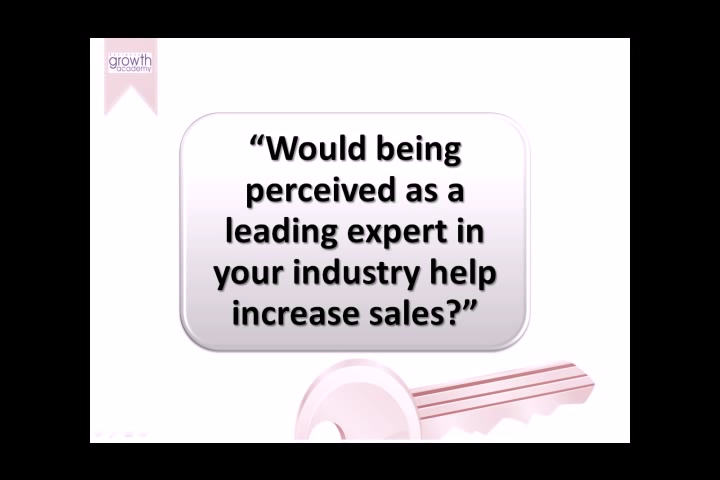 growth
academy
“Would being
perceived as a
leading expert in
your industry help
increase sales?”